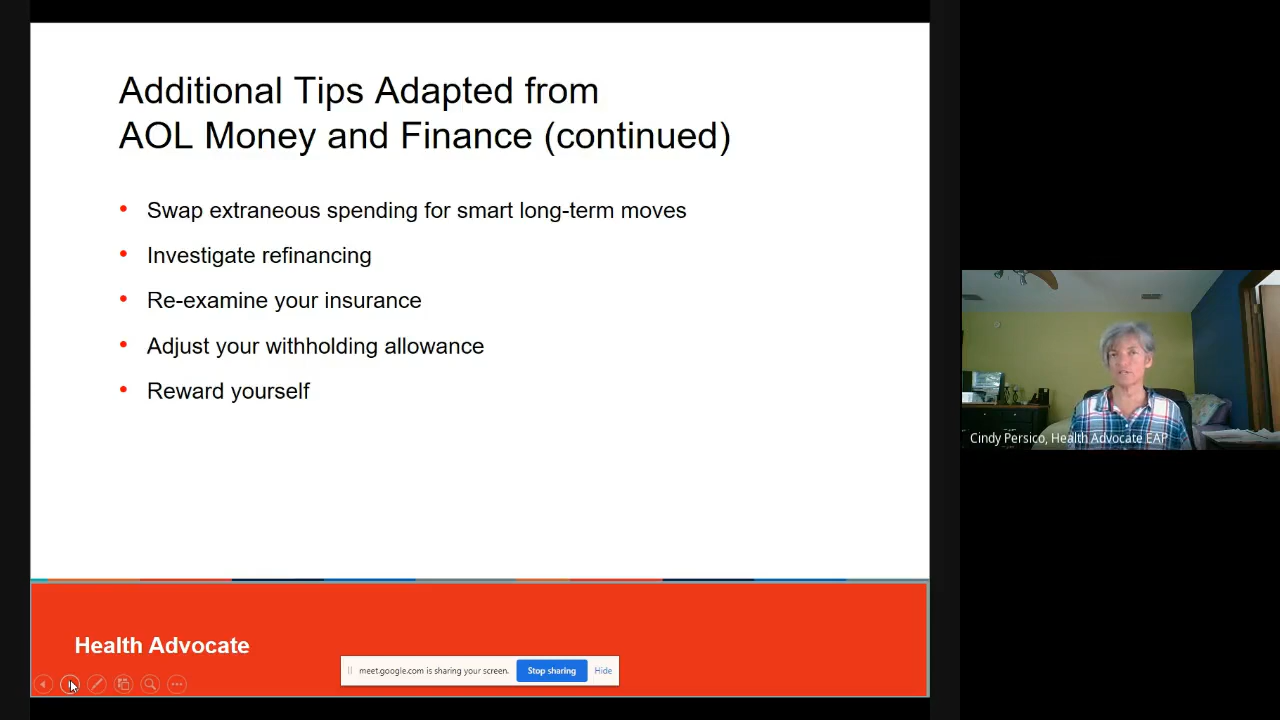 Additional Tips Adapted from
AOL Money and Finance (continued)
• Swap extraneous spending for smart long-term moves
• Investigate refinancing
• Re-examine your insurance
• Adjust your withholding allowance
• Reward yourself
Cindy Persico, Health Advocate EAP
Health Advocate
meet.google.com is sharing your screen.
Stop sharing
Hide